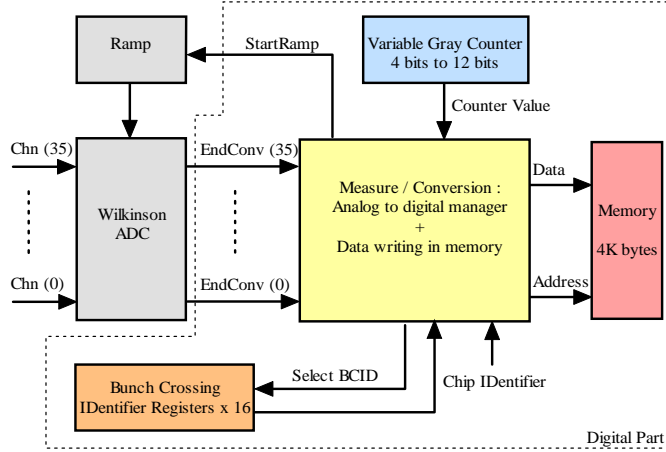 Ramp
StartRamp
Variable Gray Counter
4 bits to 12 bits
Counter Value
Chn (35)
EndConv (35)
Data
Measure / Conversion :
Analog to digital manager
+
Data writing in memory
Wilkinson
ADC
Memory
4K bytes
Chn (0)
EndConv (0)
Address
Select BCID
Chip IDentifier
Bunch Crossing
IDentifier Registers x 16
Digital Part